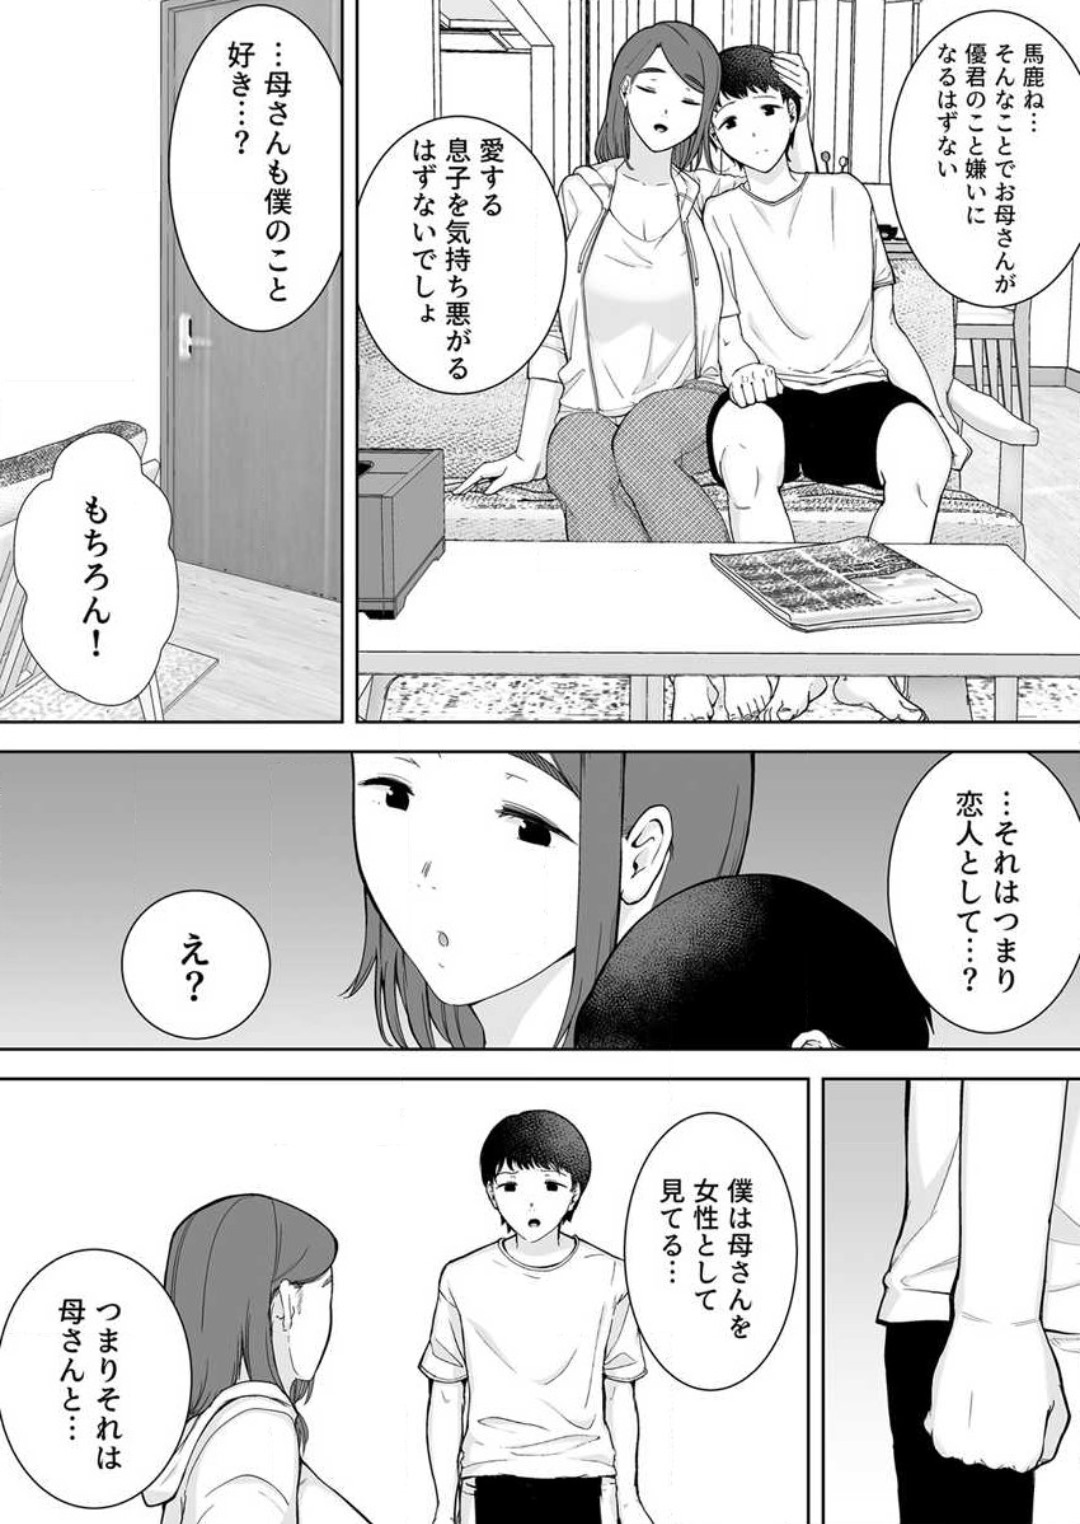 馬鹿ね…
そんなことでお母さんが
優君のこと嫌いに
なるはずない
愛する
息子を気持ち悪がる
はずないでしょ
…母さんも僕のこと
好き…?
もちろん!
…それはつまり
恋人として…?
え?
僕は母さんを
女性として
見てる…
つまりそれは
母さんと…